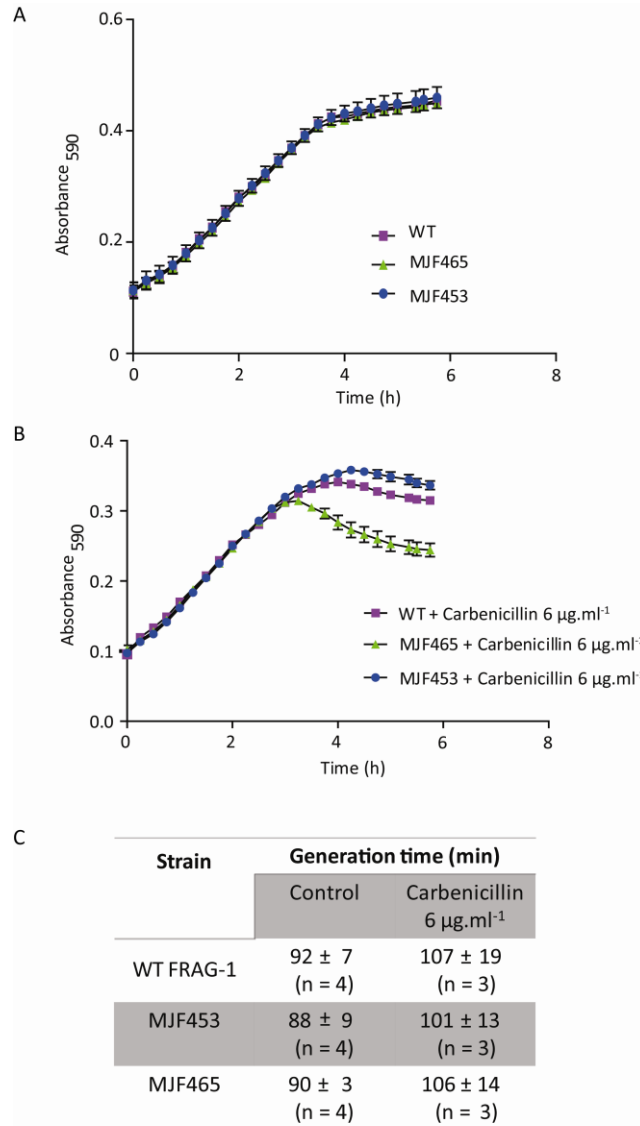 A
0.6
0.4
0.2
0
Absorbance 590
WT
MJF465
MJF453
0 2 4 6 8
Time (h)
B
0.4
0.3
0.2
0.1
0.0
Absorbance 590
WT + Carbenicillin 6 µg.ml-1
MJF465 + Carbenicillin 6 µg.ml-
MJF453 + Carbenicillin 6 µg.ml-
0 2 4 6 8
Time (h)
C
Strain Generation time (min)
Control Carbenicillin
6 µg.ml-1
WT FRAG-1 92 ± 7 107 ± 19
(n = 4) (n = 3)
MJF453 88 ± 9 101 ± 13
(n = 4) (n = 3)
MJF465 90 ± 3 106 ± 14
(n = 4) (n = 3)